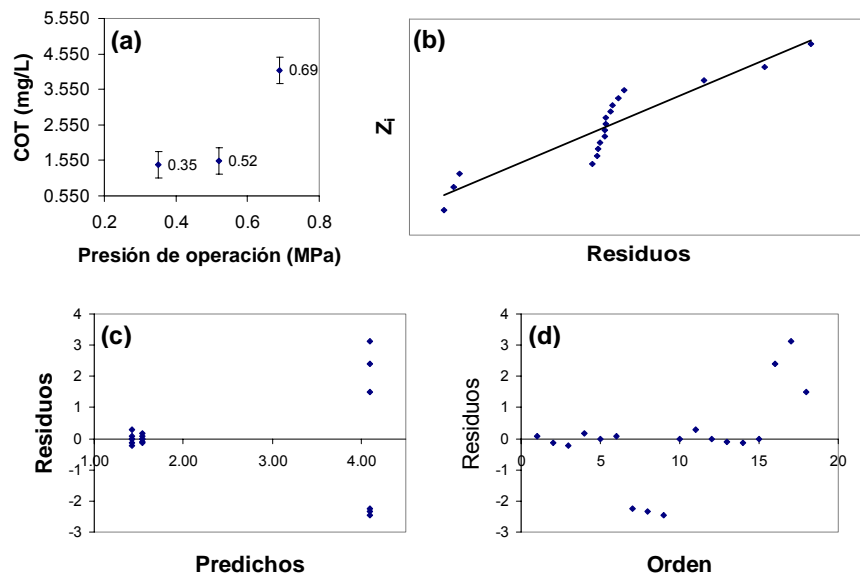 (a)
COT (mg/L)
5.550
4.550
3.550
2.550
1.550
0.550
0.35
0.52
0.69
0.2 0.4 0.6 0.8
Presión de operación (MPa)
(b)
Zi
Residuos
(c)
Residuos
4
3
2
1
0
-1
-2
-3
1.00 2.00 3.00 4.00
Predichos
(d)
Residuos
4
3
2
1
0
-1
-2
-3
0 5 10 15 20
Orden